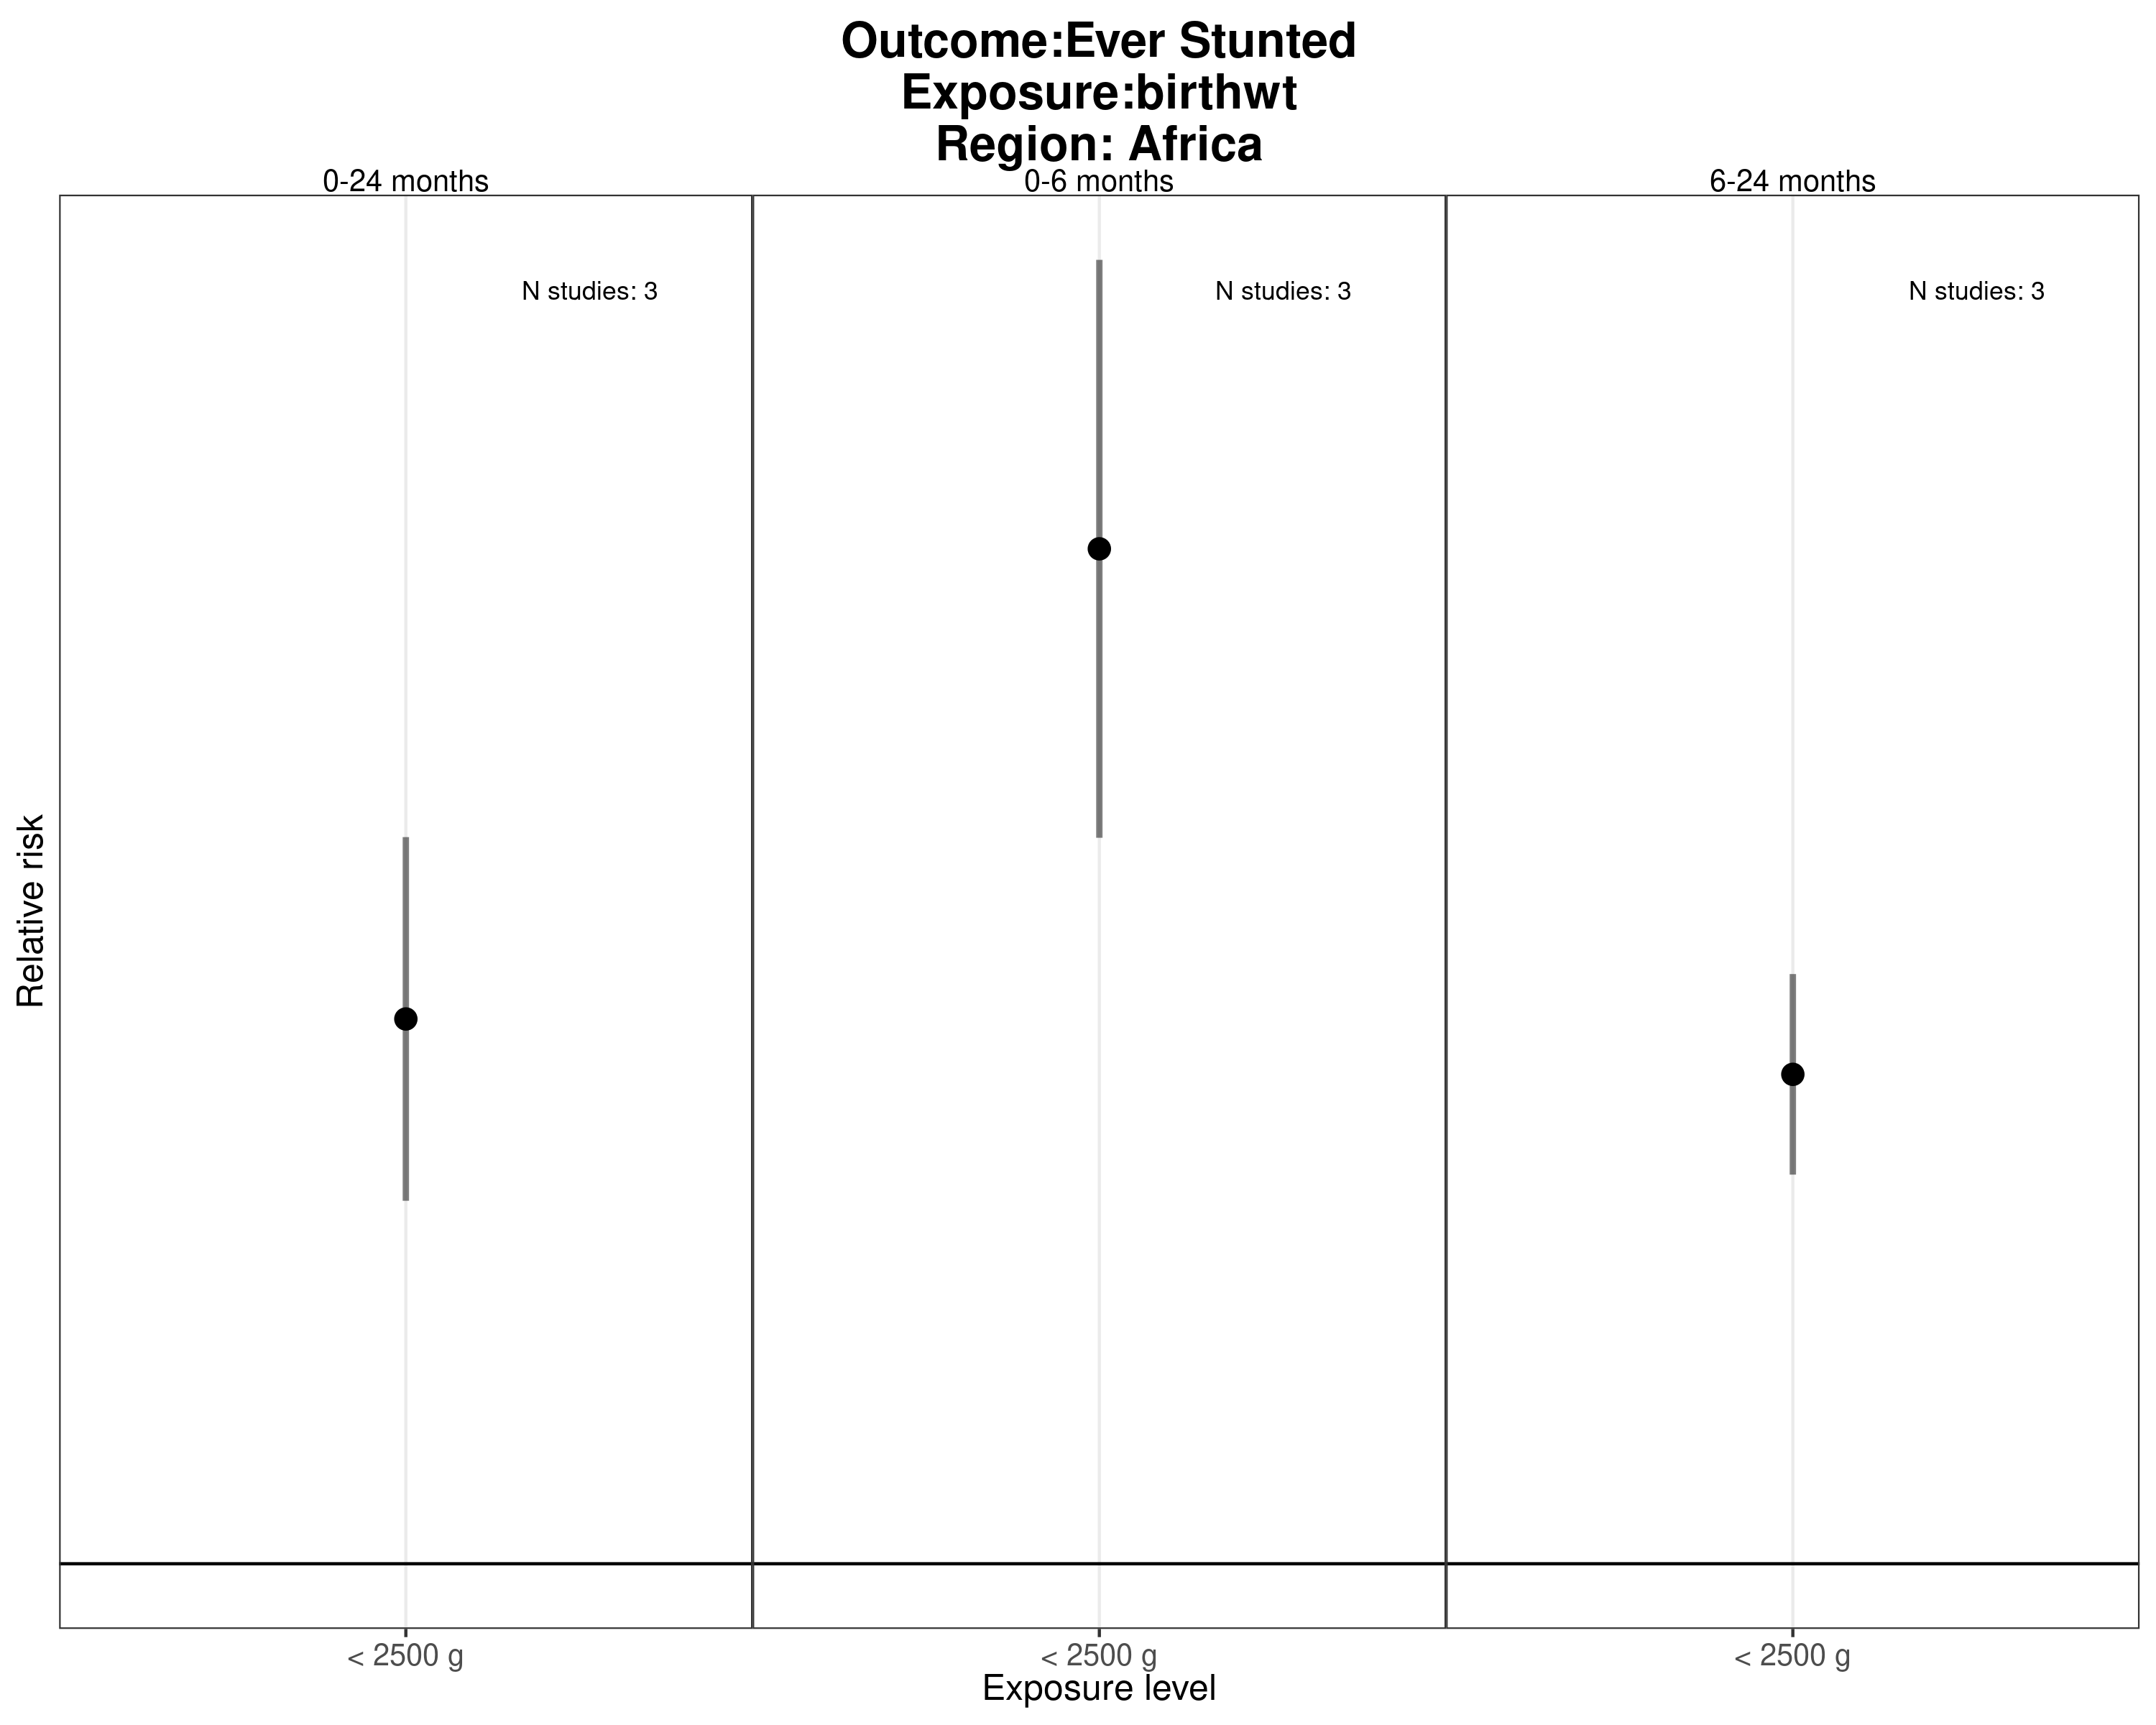 Outcome:Ever Stunted
Exposure:birthwt
Region: Africa
0-24 months
0-6 months
6-24 months
N studies: 3
N studies: 3
N studies: 3
Relative risk
< 2500 g
< 2500 g
< 2500 g
Exposure level